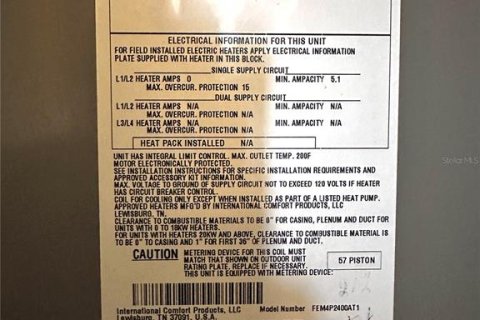 ELECTRICAL INFORMATION FOR THIS UNIT
FOR FIELD INSTALLED ELECTRIC HEATERS APPLY ELECTRICAL INFORMATION
PLATE SUPPLIED WITH HEATER IN THIS BLOCK.
SINGLE SUPPLY CIRCUIT
L1/L2 HEATER AMPS 0 MIN. AMPACITY 5.1
MAX. OVERCUR. PROTECTION 15
DUAL SUPPLY CIRCUIT
L1/L2 HEATER AMPS N/A MIN. AMPACITY N/A
MAX. OVERCUR. PROTECTION N/A
L3/L4 HEATER AMPS N/A MIN. AMPACITY N/A
MAX. OVERCUR. PROTECTION N/A
HEAT PACK INSTALLED N/A
UNIT HAS INTEGRAL LIMIT CONTROL. MAX. OUTLET TEMP. 200F
MOTOR ELECTRONICALLY PROTECTED.
SEE INSTALLATION INSTRUCTIONS FOR SPECIFIC INSTALLATION REQUIREMENTS AND
APPROVED ACCESSORY KIT INFORMATION.
MAX. VOLTAGE TO GROUND OF SUPPLY CIRCUIT NOT TO EXCEED 120 VOLTS IF HEATER
HAS CIRCUIT BREAKER CONTROL.
COIL FOR COOLING ONLY EXCEPT WHEN INSTALLED AS PART OF A LISTED HEAT PUMP.
APPROVED HEATERS MFG'D BY INTERNATIONAL COMFORT PRODUCTS, LLC
LEWISBURG, TN.
CLEARANCE TO COMBUSTIBLE MATERIALS TO BE 0" FOR CASING, PLENUM AND DUCT FOR
UNITS WITH 0 TO 18KW HEATERS.
FOR UNITS WITH HEATERS 20KW AND ABOVE, CLEARANCE TO COMBUSTIBLE MATERIAL IS
TO BE 0" TO CASING AND 1" FOR FIRST 36" OF PLENUM AND DUCT.
CAUTION
METERING DEVICE FOR THIS COIL MUST
MATCH THAT SHOWN ON OUTDOOR UNIT
RATING PLATE, REPLACE IF NECESSARY.
THIS UNIT IS EQUIPPED WITH METERING DEVICE:
57 PISTON
International Comfort Products, LLC
Lewisburg, TN 37091, U.S.A.
Model Number FEM4P2400AT1
Stellar MLS